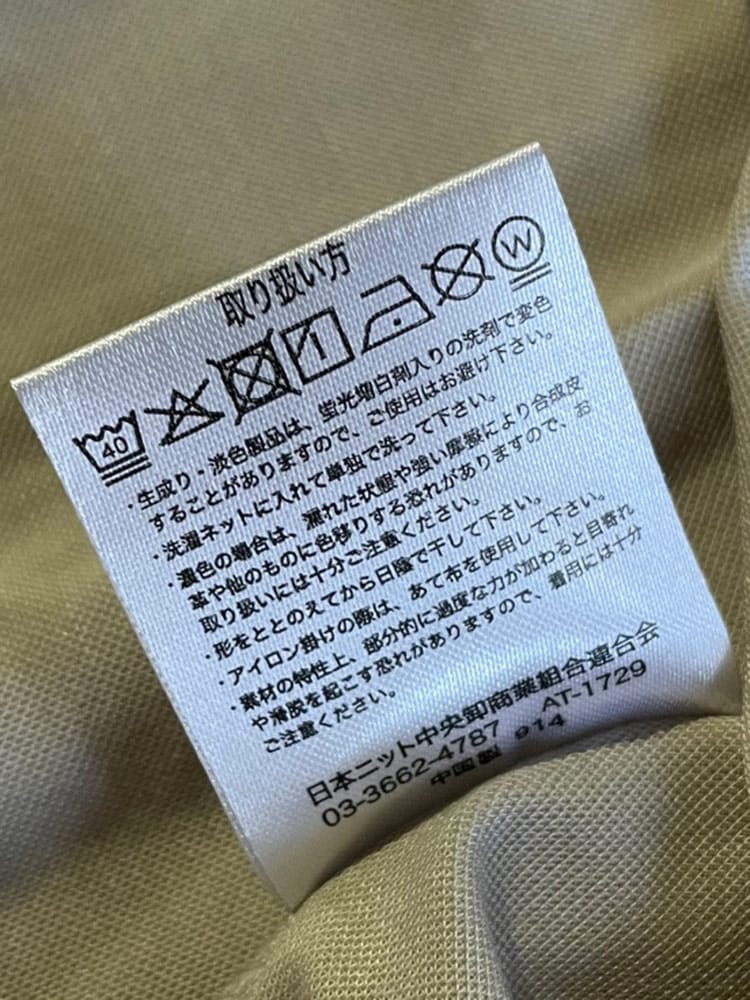 取り扱い方
40 W
・生成り・淡色製品は、蛍光増白剤入りの洗剤で変色
することがありますので、ご使用はお避け下さい。
・洗濯ネットに入れて単独で洗って下さい。
・濃色の場合は、濡れた状態や強い摩擦により合成皮
革や他のものに色移りする恐れがありますので、お
取り扱いには十分ご注意ください。
・形をととのえてから日陰で干して下さい。
・アイロン掛けの際は、あて布を使用して下さい。
・素材の特性上、部分的に過度な力が加わると目寄れ
や滑脱を起こす恐れがありますので、着用には十分
ご注意ください。
日本ニット中央卸商業組合連合会
03-3662-4787 AT-1729
中国製 914